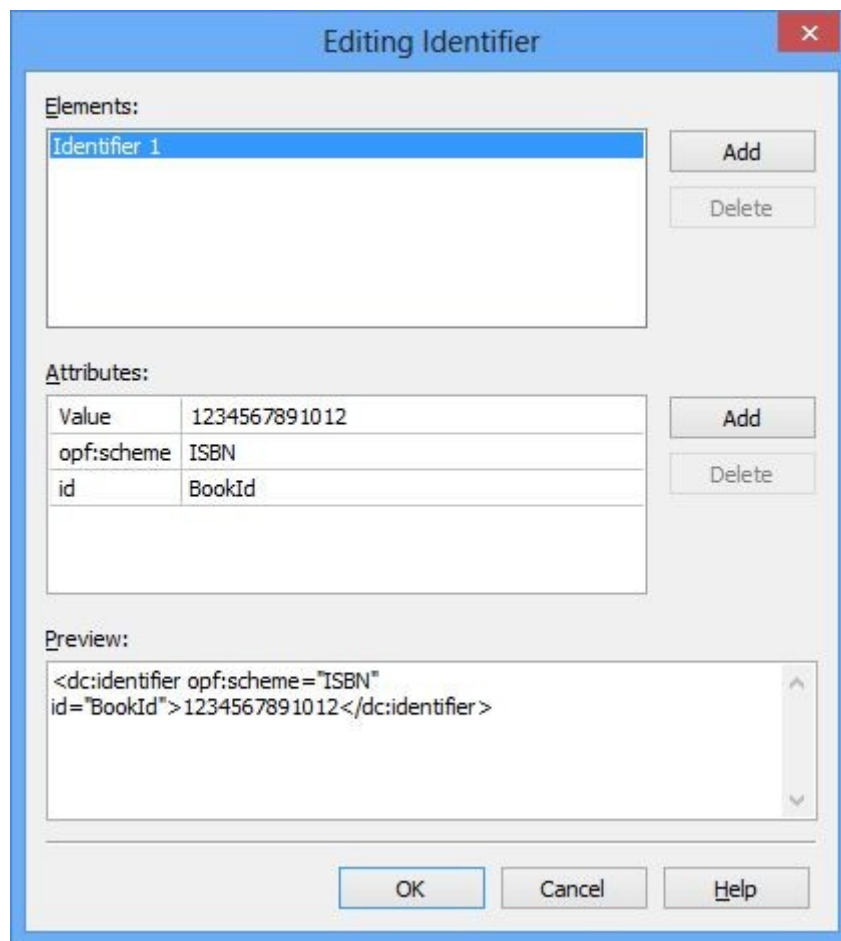 Editing Identifier
Elements:
Identifier 1
Add
Delete
Attributes:
Value 1234567891012
opf:scheme ISBN
id BookId
Add
Delete
Preview:
<dc:identifier opf:scheme="ISBN"
id="BookId">1234567891012</dc:identifier>
OK Cancel Help